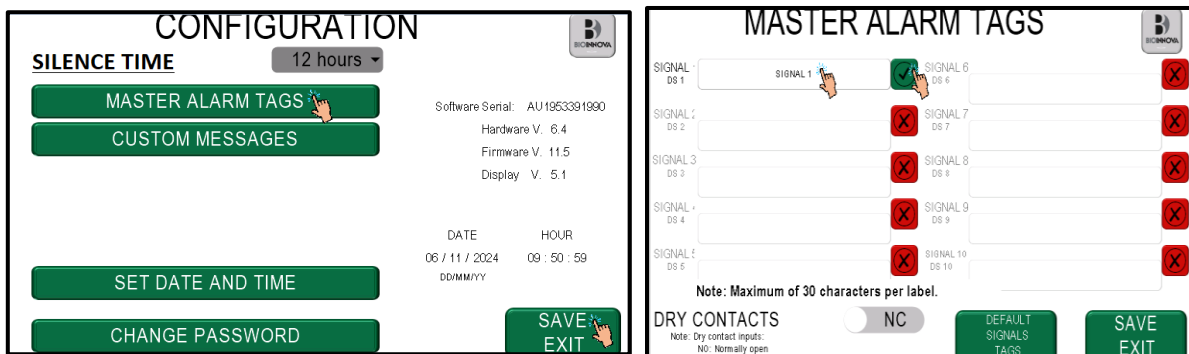 CONFIGURATION
BIOINNOVA
SILENCE TIME
12 hours
MASTER ALARM TAGS
CUSTOM MESSAGES
Software Serial: AU1953391990
Hardware V. 6.4
Firmware V. 11.5
Display V. 5.1
DATE HOUR
06 / 11 / 2024 09 : 50 : 59
DD/MM/YY
SET DATE AND TIME
CHANGE PASSWORD
SAVE
EXIT
MASTER ALARM TAGS
BIOINNOVA
SIGNAL
DS 1
SIGNAL 1
SIGNAL 2
DS 2
SIGNAL 3
DS 3
SIGNAL
DS 4
SIGNAL
DS 5
SIGNAL 6
DS 6
SIGNAL 7
DS 7
SIGNAL 8
DS 8
SIGNAL 9
DS 9
SIGNAL 10
DS 10
Note: Maximum of 30 characters per label.
DRY CONTACTS
NC
Note: Dry contact inputs:
NO: Normally open
DEFAULT
SIGNALS
TAGS
SAVE
EXIT